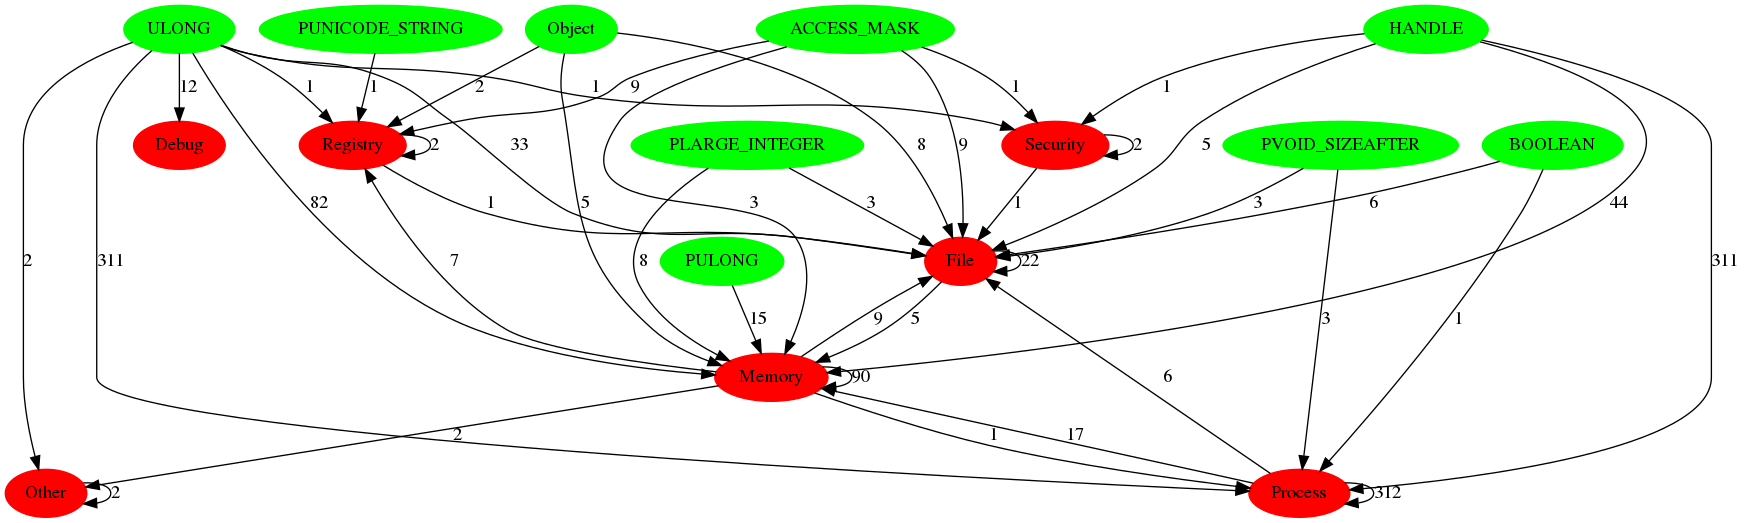 ULONG PUNICODE_STRING Object ACCESS_MASK HANDLE
12 1 1 2 9 1 1 1
Debug Registry 2 33 PLARGE_INTEGER 8 9 Security 2 5 PVOID_SIZEAFTER BOOLEAN
82 1 5 3 3 1 3 6 44
2 311 7 8 PULONG File 22 311
15 9 5 3 1
Memory 90 6
2 1 17
Other 2 Process 312